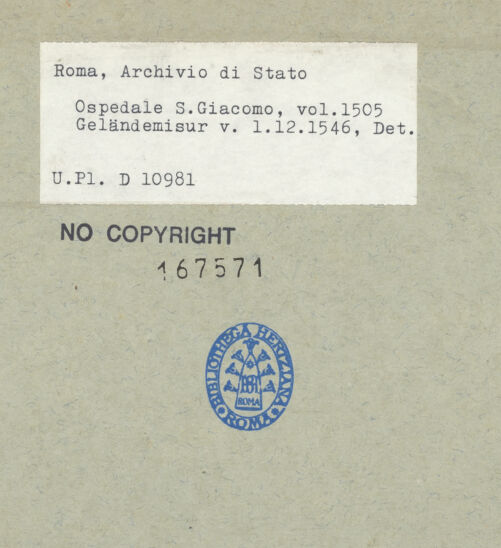 Roma, Archivio di Stato
Ospedale S.Giacomo, vol.1505
Geländemisur v. 1.12.1546, Det.
U.Pl. D 10981
NO COPYRIGHT
167571
BIBLIOTHECA HERTZIANA
ROMA
ROMA